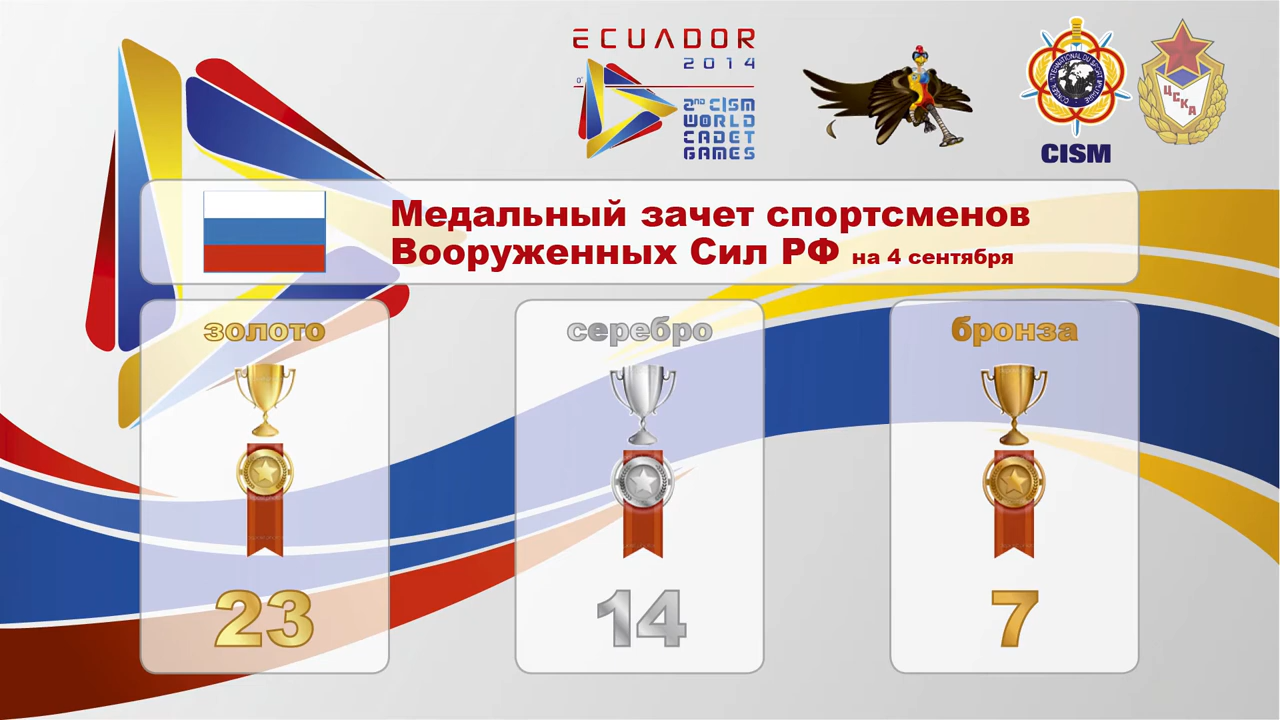 ECUADOR
2014
0°
2ND CISM
WORLD
CADET
GAMES
CISM
ЦСКА
Медальный зачет спортсменов
Вооруженных Сил РФ на 4 сентября
золото
серебро
бронза
23
14
7